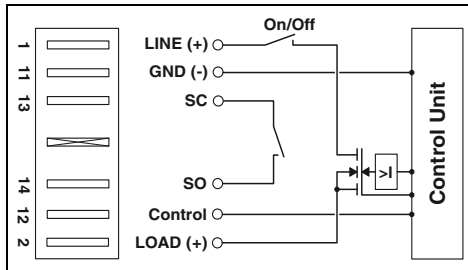 On/Off
1 LINE (+)
11 GND (-)
13 SC
14 SO
12 Control
2 LOAD (+)
>I
Control Unit